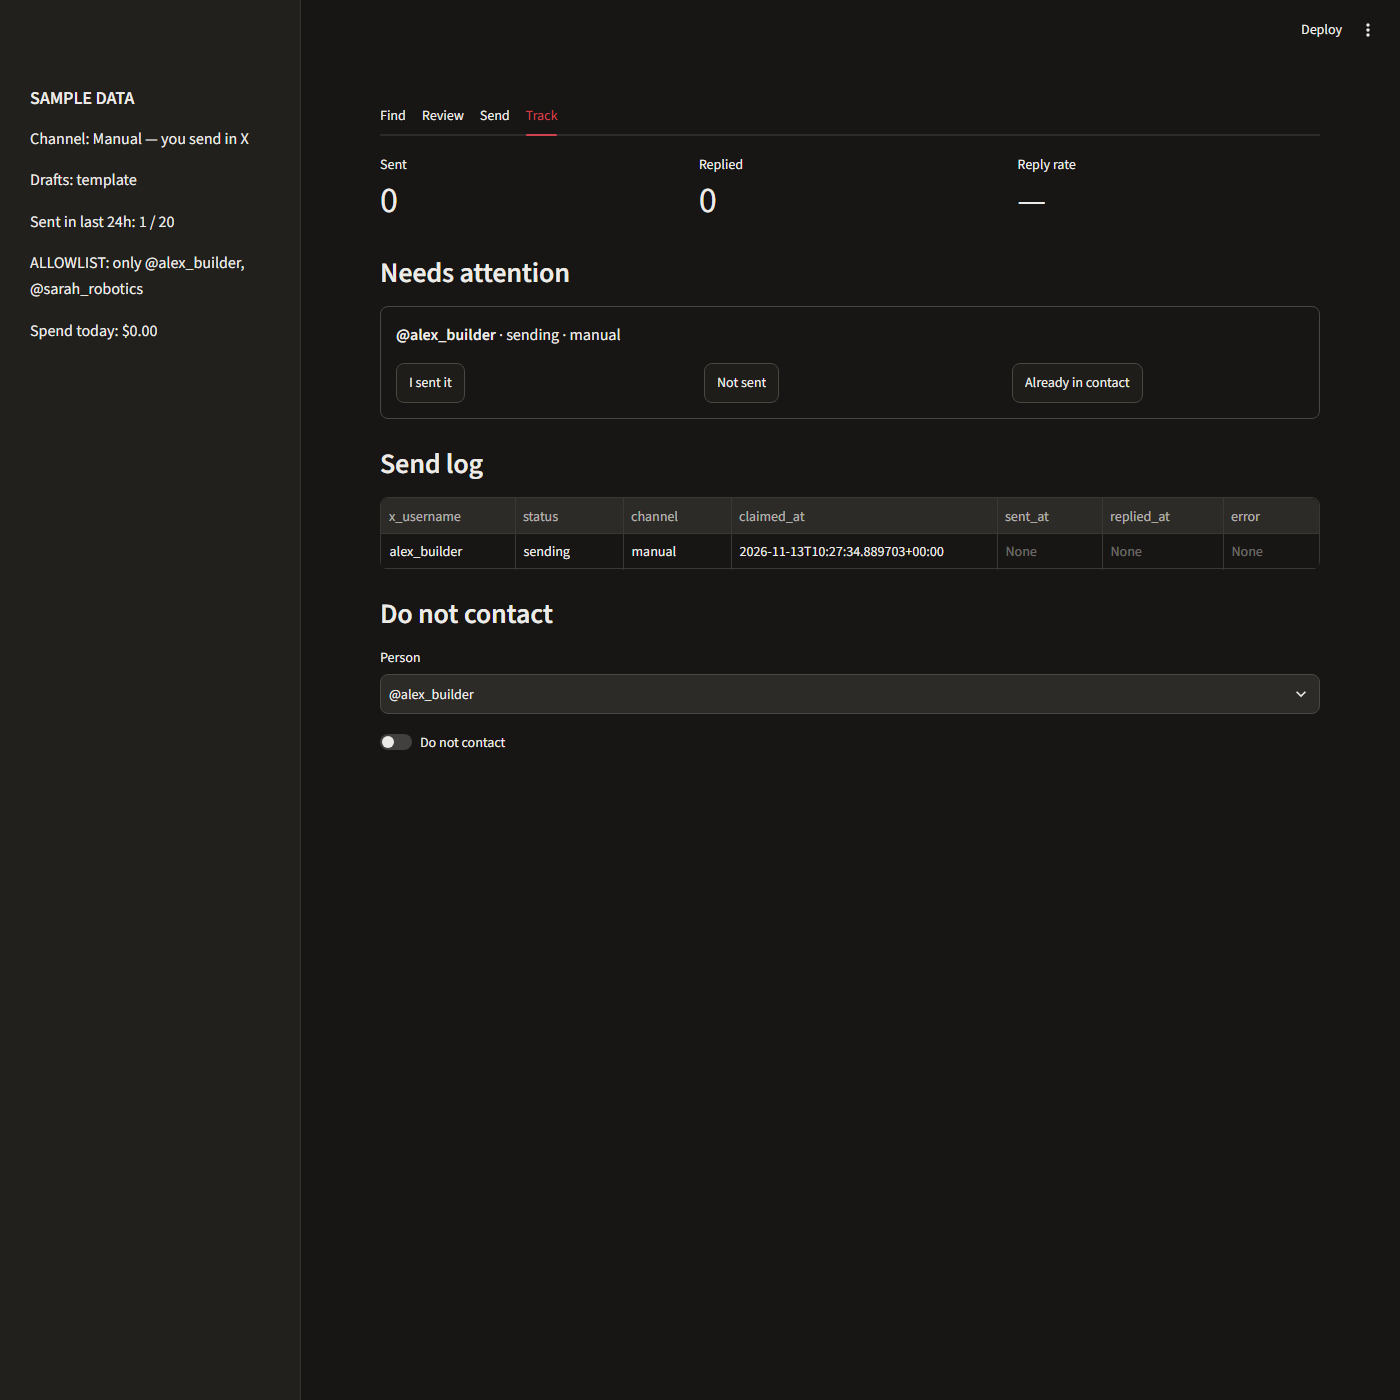 Deploy
SAMPLE DATA
Channel: Manual — you send in X
Drafts: template
Sent in last 24h: 1 / 20
ALLOWLIST: only @alex_builder,
@sarah_robotics
Spend today: $0.00
Find Review Send Track
Sent Replied Reply rate
0 0 —
Needs attention
@alex_builder · sending · manual
I sent it Not sent Already in contact
Send log
x_username status channel claimed_at sent_at replied_at error
alex_builder sending manual 2026-11-13T10:27:34.889703+00:00 None None None
Do not contact
Person
@alex_builder
Do not contact